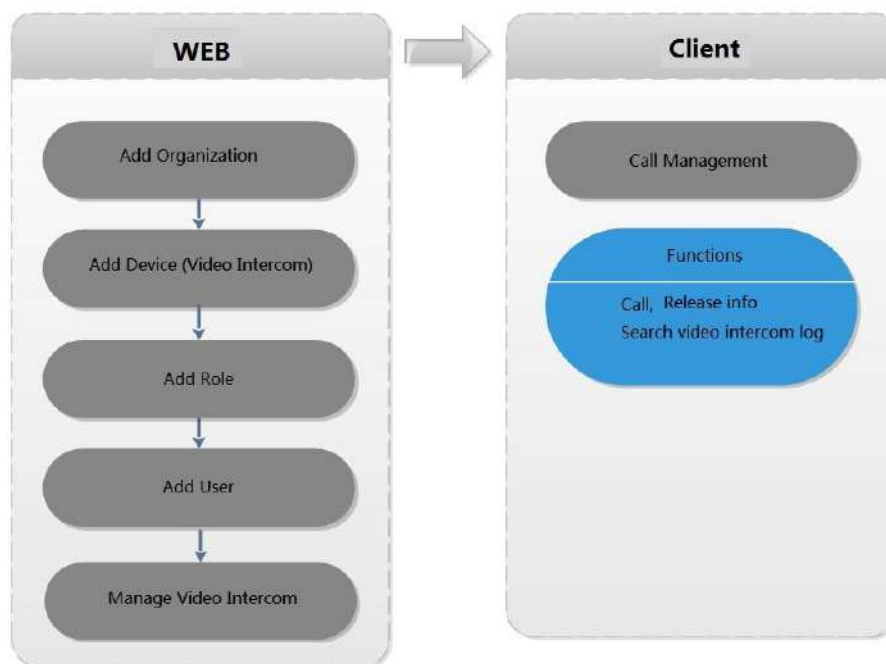 WEB
Add Organization
Add Device (Video Intercom)
Add Role
Add User
Manage Video Intercom
Client
Call Management
Functions
Call, Release info
Search video intercom log